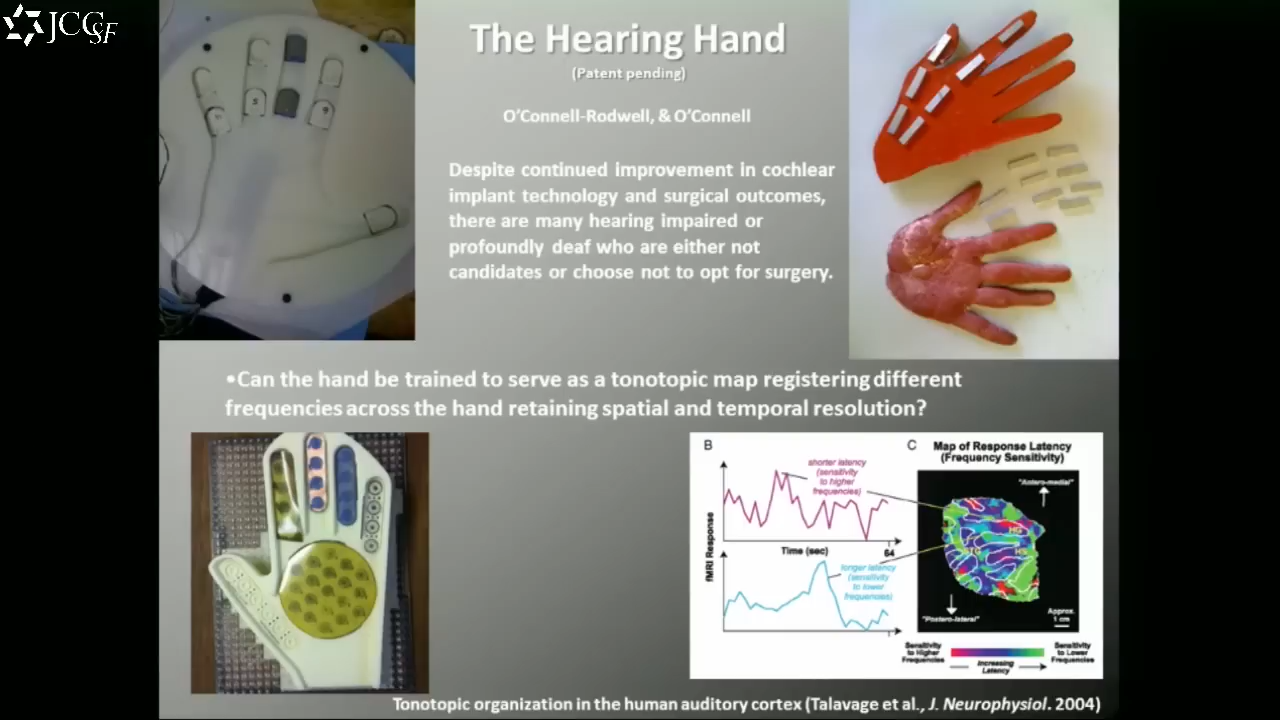 JCCSF
The Hearing Hand
(Patent pending)
O'Connell-Rodwell, & O'Connell
Despite continued improvement in cochlear
implant technology and surgical outcomes,
there are many hearing impaired or
profoundly deaf who are either not
candidates or choose not to opt for surgery.
•Can the hand be trained to serve as a tonotopic map registering different
frequencies across the hand retaining spatial and temporal resolution?
B
shorter latency
(sensitivity
to higher
frequencies)
fMRI Response
Time (sec)
64
longer latency
(sensitivity
to lower
frequencies)
C
Map of Response Latency
(Frequency Sensitivity)
"Antero-medial"
HG
STG
HS
"Postero-lateral"
Approx.
1 cm
Sensitivity
to Higher
Frequencies
Increasing
Latency
Sensitivity
to Lower
Frequencies
Tonotopic organization in the human auditory cortex (Talavage et al., J. Neurophysiol. 2004)